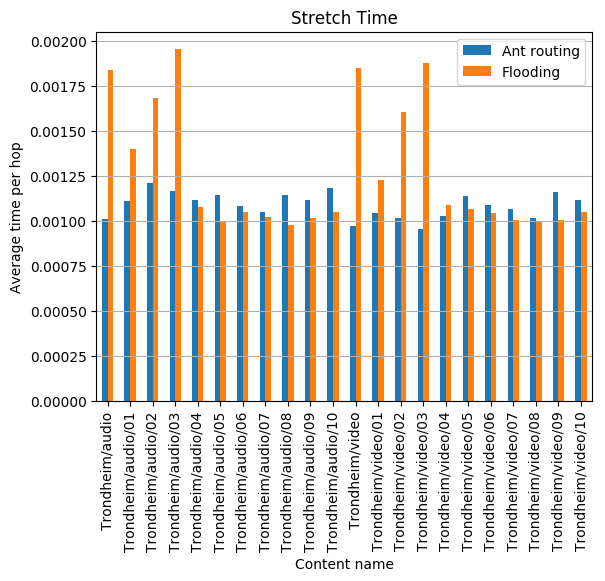 Stretch Time
Ant routing
Flooding
0.00200
0.00175
0.00150
0.00125
0.00100
0.00075
0.00050
0.00025
0.00000
Average time per hop
Trondheim/audio
Trondheim/audio/01
Trondheim/audio/02
Trondheim/audio/03
Trondheim/audio/04
Trondheim/audio/05
Trondheim/audio/06
Trondheim/audio/07
Trondheim/audio/08
Trondheim/audio/09
Trondheim/audio/10
Trondheim/video
Trondheim/video/01
Trondheim/video/02
Trondheim/video/03
Trondheim/video/04
Trondheim/video/05
Trondheim/video/06
Trondheim/video/07
Trondheim/video/08
Trondheim/video/09
Trondheim/video/10
Content name